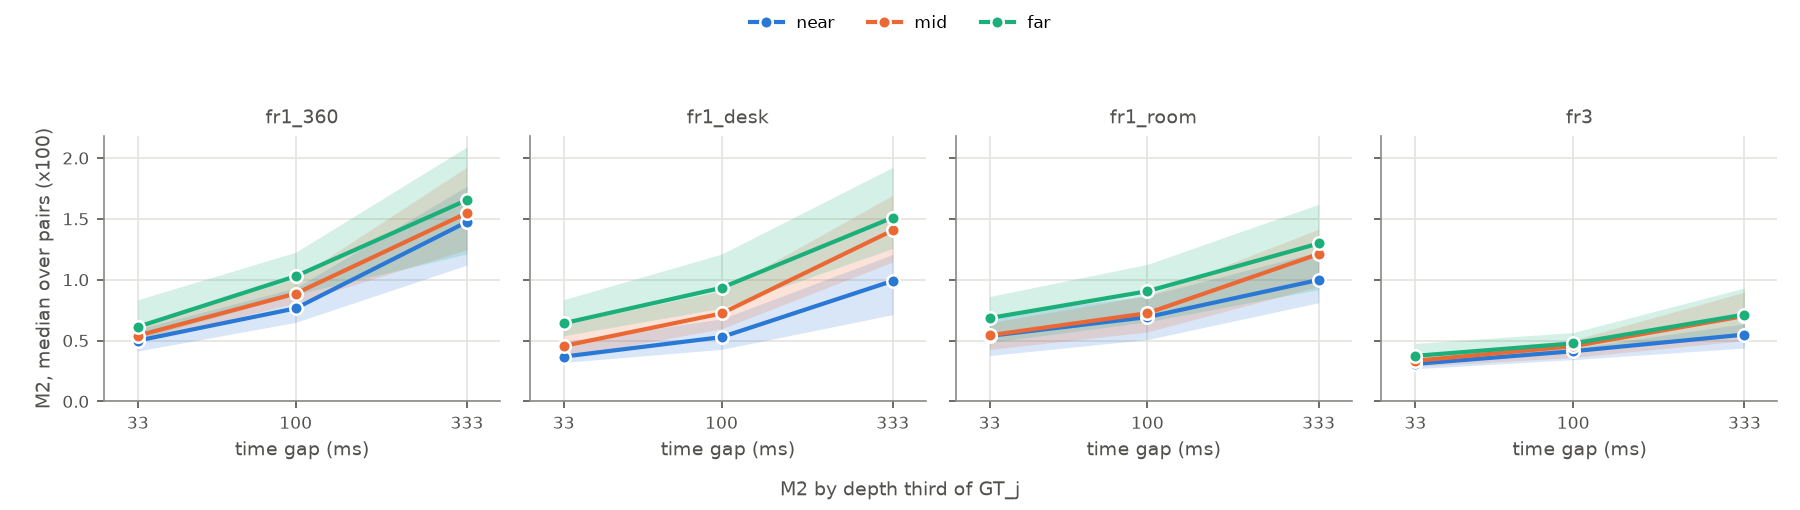 near mid far
fr1_360 fr1_desk fr1_room fr3
M2, median over pairs (x100)
2.0
1.5
1.0
0.5
0.0
33 100 333 33 100 333 33 100 333 33 100 333
time gap (ms) time gap (ms) time gap (ms) time gap (ms)
M2 by depth third of GT_j